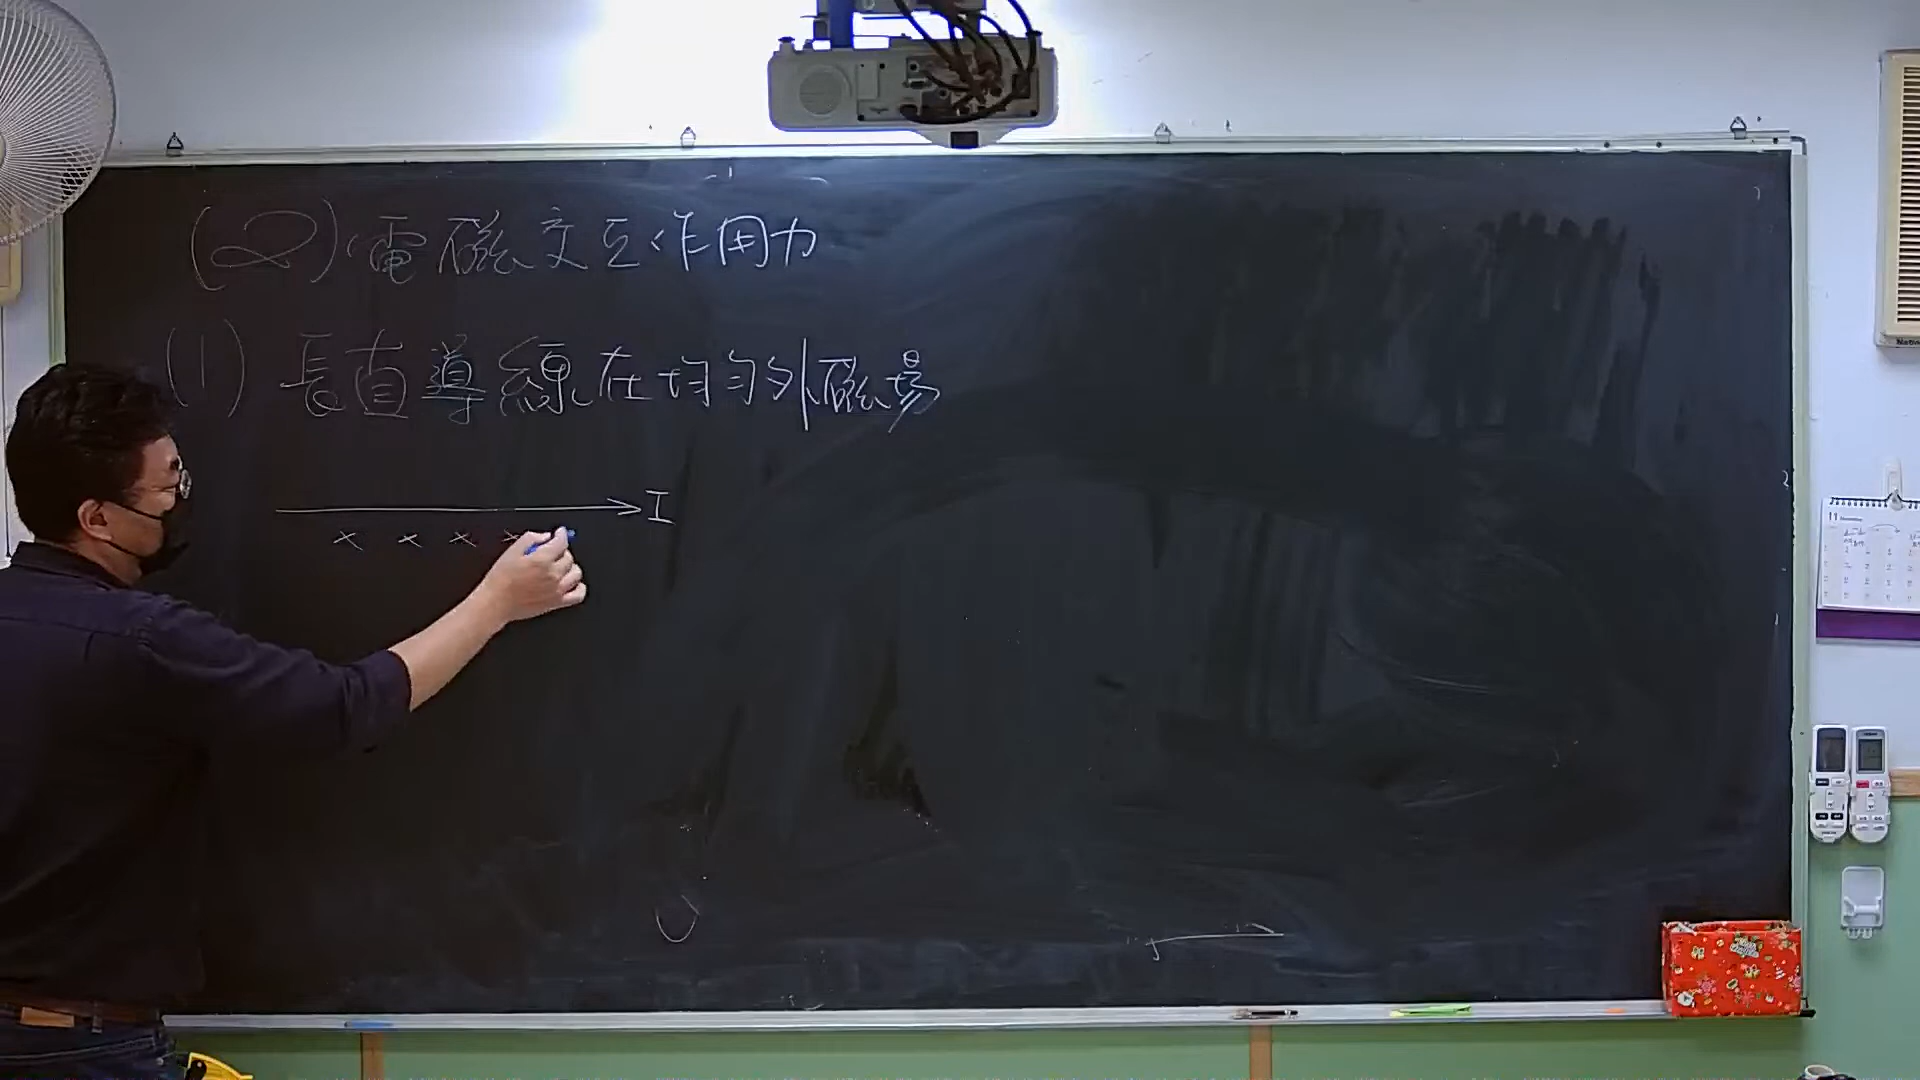 (2) 電磁交互作用力
(1) 長直導線在均勻外磁場
I
× × × ×
11